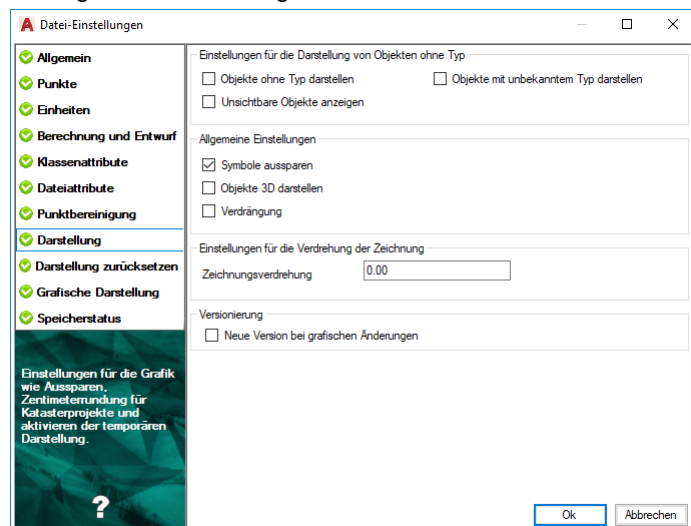 Datei-Einstellungen
Allgemein
Punkte
Einheiten
Berechnung und Entwurf
Klassenattribute
Dateiattribute
Punktbereinigung
Darstellung
Darstellung zurücksetzen
Grafische Darstellung
Speicherstatus
Einstellungen für die Grafik
wie Aussparen,
Zentimeterrundung für
Katasterprojekte und
aktivieren der temporären
Darstellung.
?
Einstellungen für die Darstellung von Objekten ohne Typ
Objekte ohne Typ darstellen
Objekte mit unbekanntem Typ darstellen
Unsichtbare Objekte anzeigen
Allgemeine Einstellungen
Symbole aussparen
Objekte 3D darstellen
Verdrängung
Einstellungen für die Verdrehung der Zeichnung
Zeichnungsverdrehung 0.00
Versionierung
Neue Version bei grafischen Änderungen
Ok Abbrechen